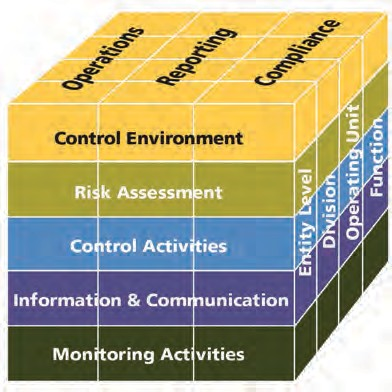 Operations
Reporting
Compliance
Control Environment
Risk Assessment
Control Activities
Information & Communication
Monitoring Activities
Entity Level
Division
Operating Unit
Function